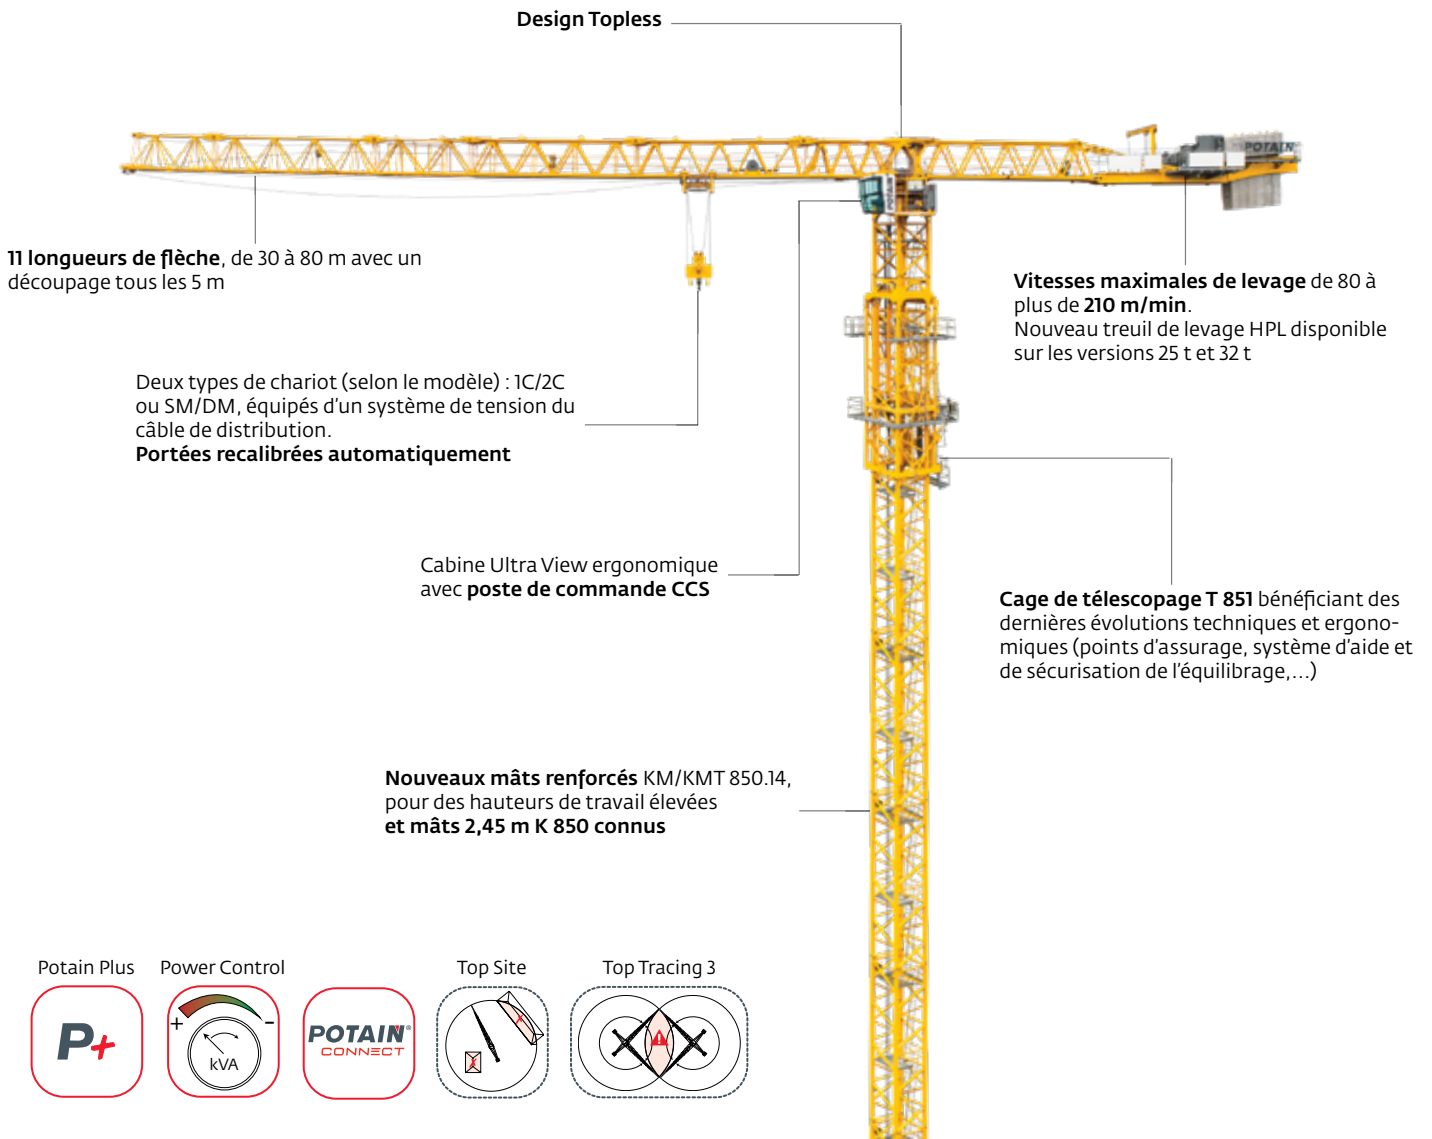 Design Topless
POTAIN
POTAIN
11 longueurs de flèche, de 30 à 80 m avec un
découpage tous les 5 m
Vitesses maximales de levage de 80 à
plus de 210 m/min.
Nouveau treuil de levage HPL disponible
sur les versions 25 t et 32 t
Deux types de chariot (selon le modèle) : 1C/2C
ou SM/DM, équipés d'un système de tension du
câble de distribution.
Portées recalibrées automatiquement
Cabine Ultra View ergonomique
avec poste de commande CCS
Cage de télescopage T 851 bénéficiant des
dernières évolutions techniques et ergono-
miques (points d'assurage, système d'aide et
de sécurisation de l'équilibrage,...)
Nouveaux mâts renforcés KM/KMT 850.14,
pour des hauteurs de travail élevées
et mâts 2,45 m K 850 connus
Potain Plus
Power Control
Top Site
Top Tracing 3
P+
+ -
kVA
POTAIN®
CONNECT